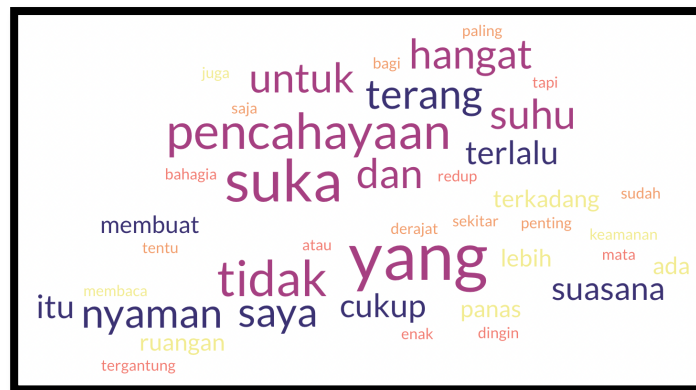 paling
hangat
bagi
juga
untuk
tapi
terang
saja
suhu
pencahayaan
terlalu
bahagia
suka
dan
redup
terkadang
sudah
membuat
derajat
sekitar
penting
keamanan
tentu
atau
yang
lebih
mata
ada
tidak
membaca
suasana
itu
nyaman
saya
cukup
panas
enak
dingin
ruangan
tergantung